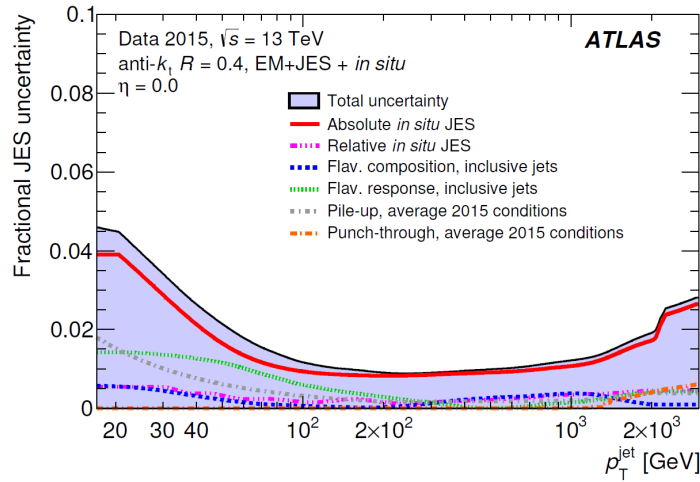 Data 2015, √s = 13 TeV
ATLAS
anti-kt R = 0.4, EM+JES + in situ
η = 0.0
Total uncertainty
Absolute in situ JES
Relative in situ JES
Flav. composition, inclusive jets
Flav. response, inclusive jets
Pile-up, average 2015 conditions
Punch-through, average 2015 conditions
Fractional JES uncertainty
0.1
0.08
0.06
0.04
0.02
0
20 30 40 10² 2×10² 10³ 2×10³
pT^jet [GeV]